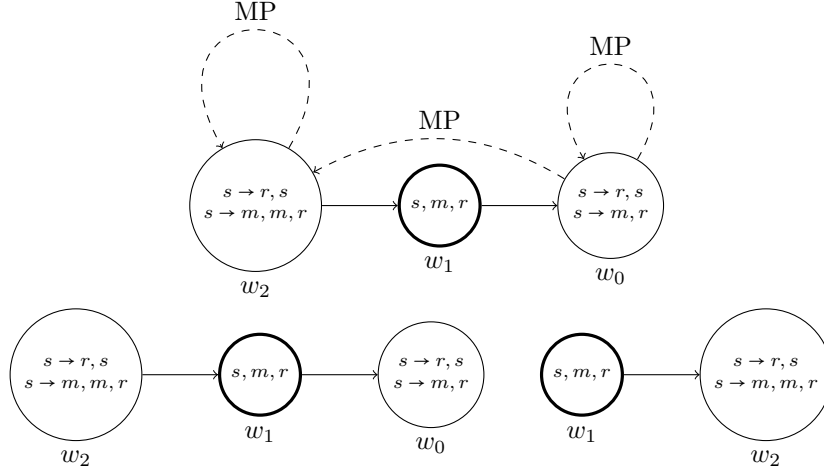 MP
MP
MP
s → r, s
s → m, m, r
s, m, r
s → r, s
s → m, r
w₂
w₁
w₀
s → r, s
s → m, m, r
s, m, r
s → r, s
s → m, r
s, m, r
s → r, s
s → m, m, r
w₂
w₁
w₀
w₁
w₂